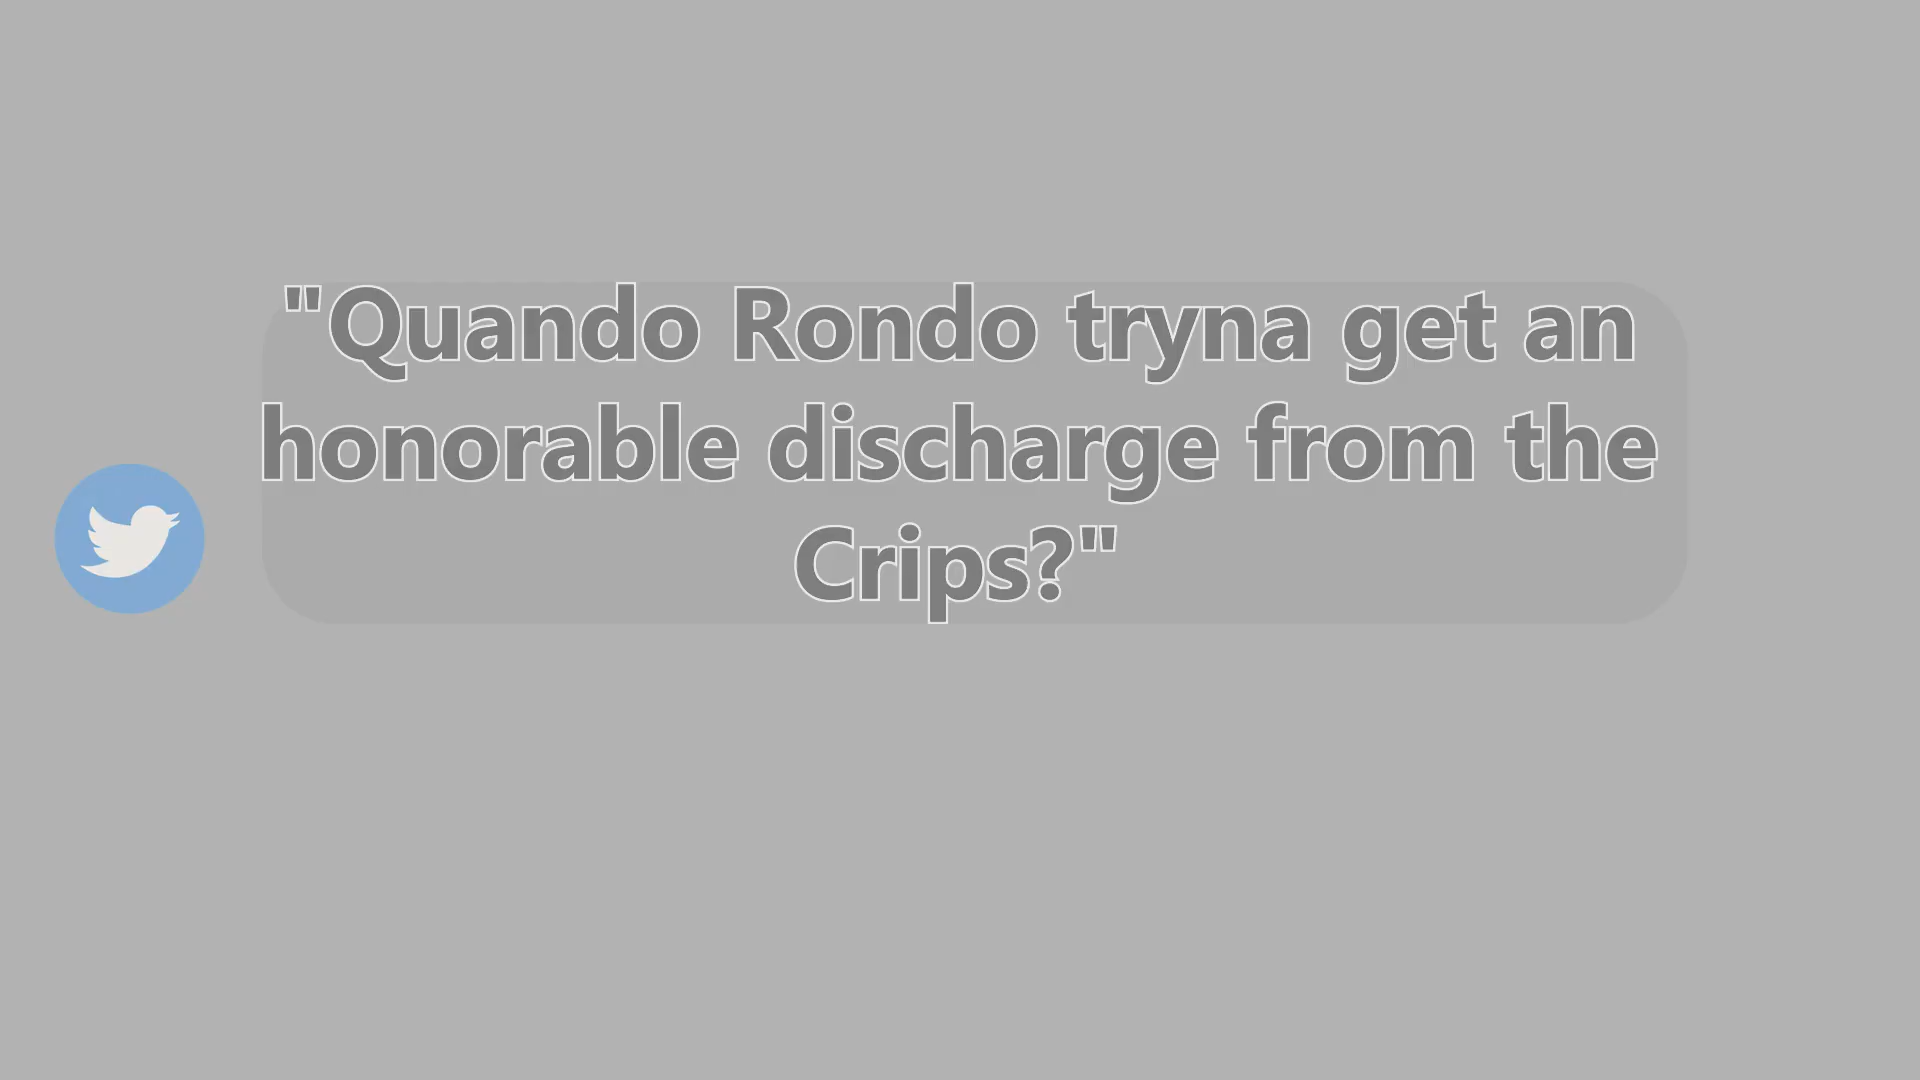 "Quando Rondo tryna get an
honorable discharge from the
Crips?"